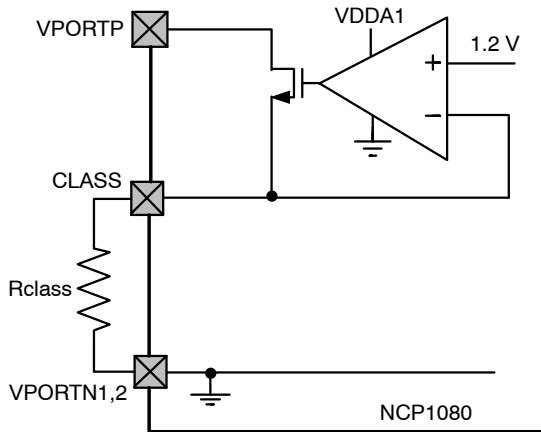 VPORTP
VDDA1
1.2 V
+
−
CLASS
Rclass
VPORTN1,2
NCP1080